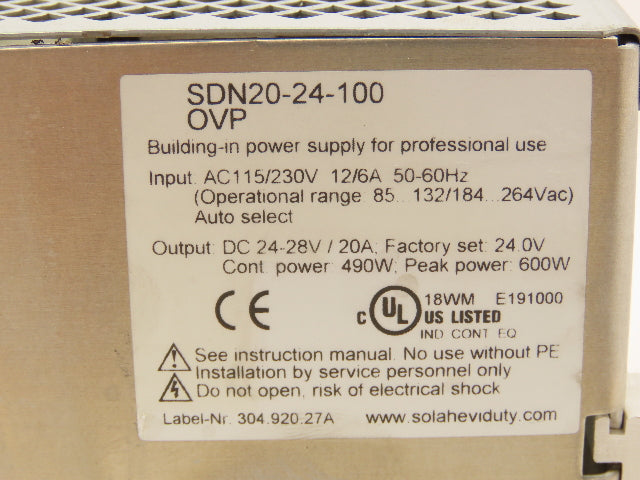 SDN20-24-100
OVP
Building-in power supply for professional use
Input: AC115/230V 12/6A 50-60Hz
(Operational range: 85...132/184...264Vac)
Auto select
Output: DC 24-28V / 20A; Factory set: 24.0V
Cont. power: 490W; Peak power: 600W
CE
C UL US LISTED 18WM E191000
IND CONT EQ
See instruction manual. No use without PE
Installation by service personnel only
Do not open, risk of electrical shock
Label-Nr. 304.920.27A www.solaheviduty.com